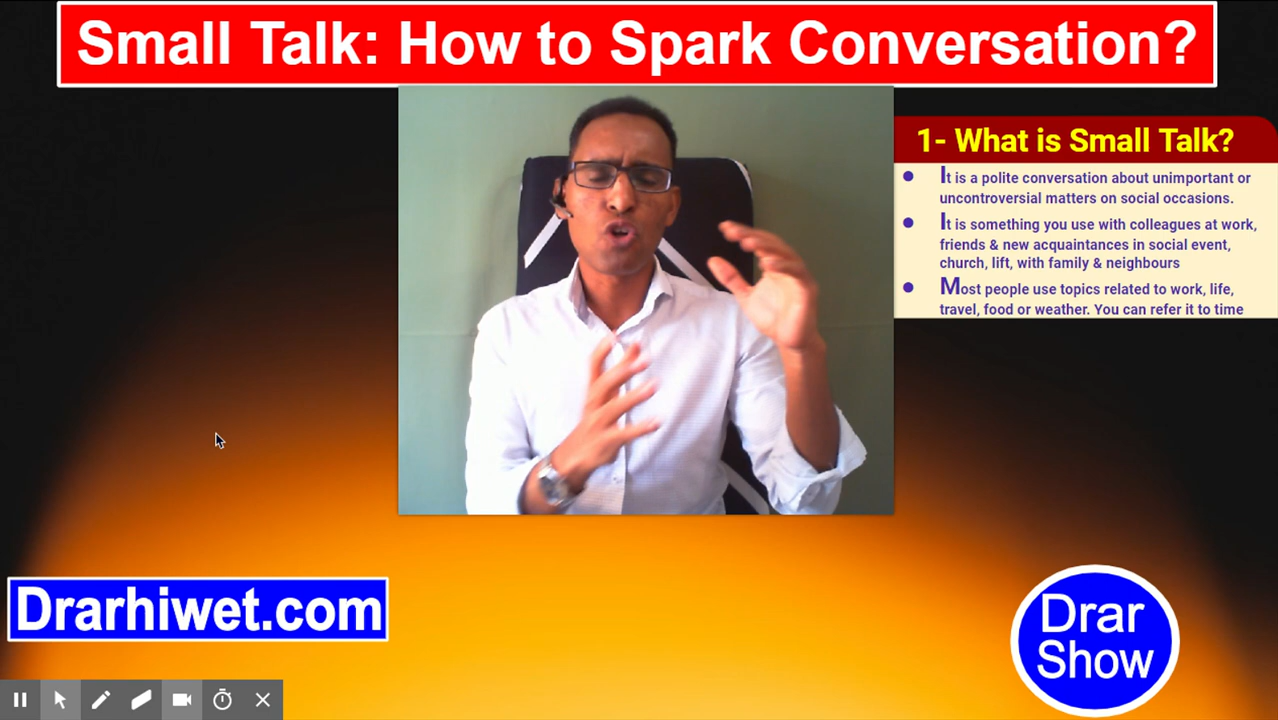 Small Talk: How to Spark Conversation?
1- What is Small Talk?
It is a polite conversation about unimportant or
uncontroversial matters on social occasions.
It is something you use with colleagues at work,
friends & new acquaintances in social event,
church, lift, with family & neighbours
Most people use topics related to work, life,
travel, food or weather. You can refer it to time
Drarhiwet.com
Drar
Show